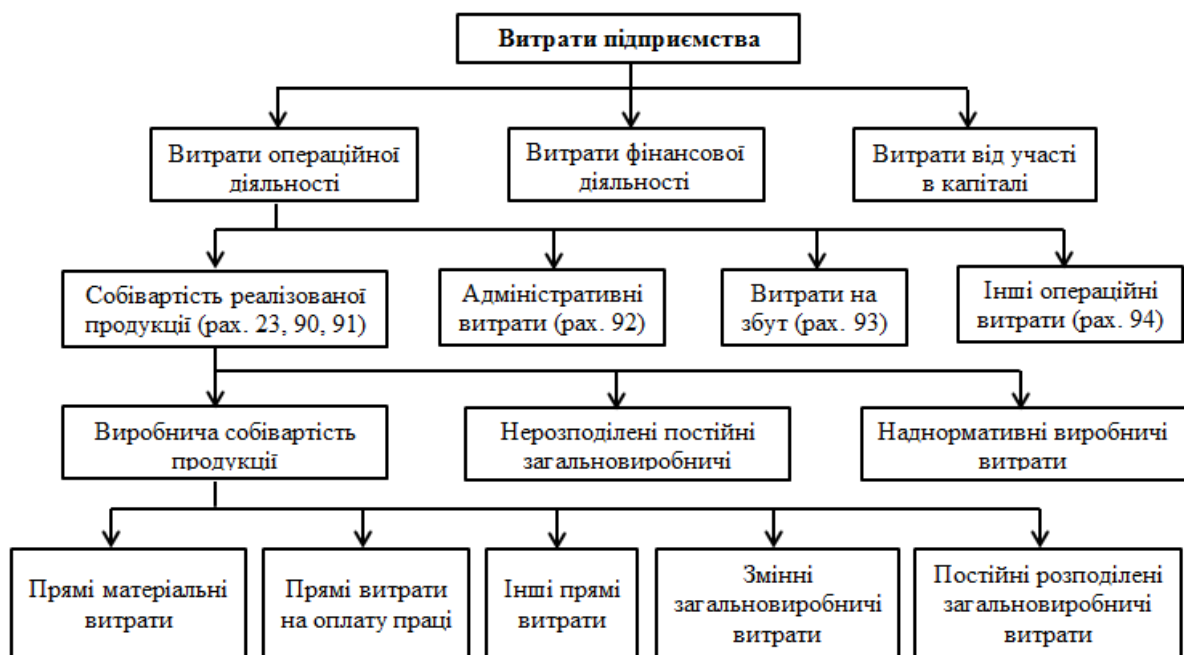 Витрати підприємства
Витрати операційної
діяльності
Витрати фінансової
діяльності
Витрати від участі
в капіталі
Собівартість реалізованої
продукції (рах. 23, 90, 91)
Адміністративні
витрати (рах. 92)
Витрати на
збут (рах. 93)
Інші операційні
витрати (рах. 94)
Виробнича собівартість
продукції
Нерозподілені постійні
загальновиробничі
Наднормативні виробничі
витрати
Прямі матеріальні
витрати
Прямі витрати
на оплату праці
Інші прямі
витрати
Змінні
загальновиробничі
витрати
Постійні розподілені
загальновиробничі
витрати